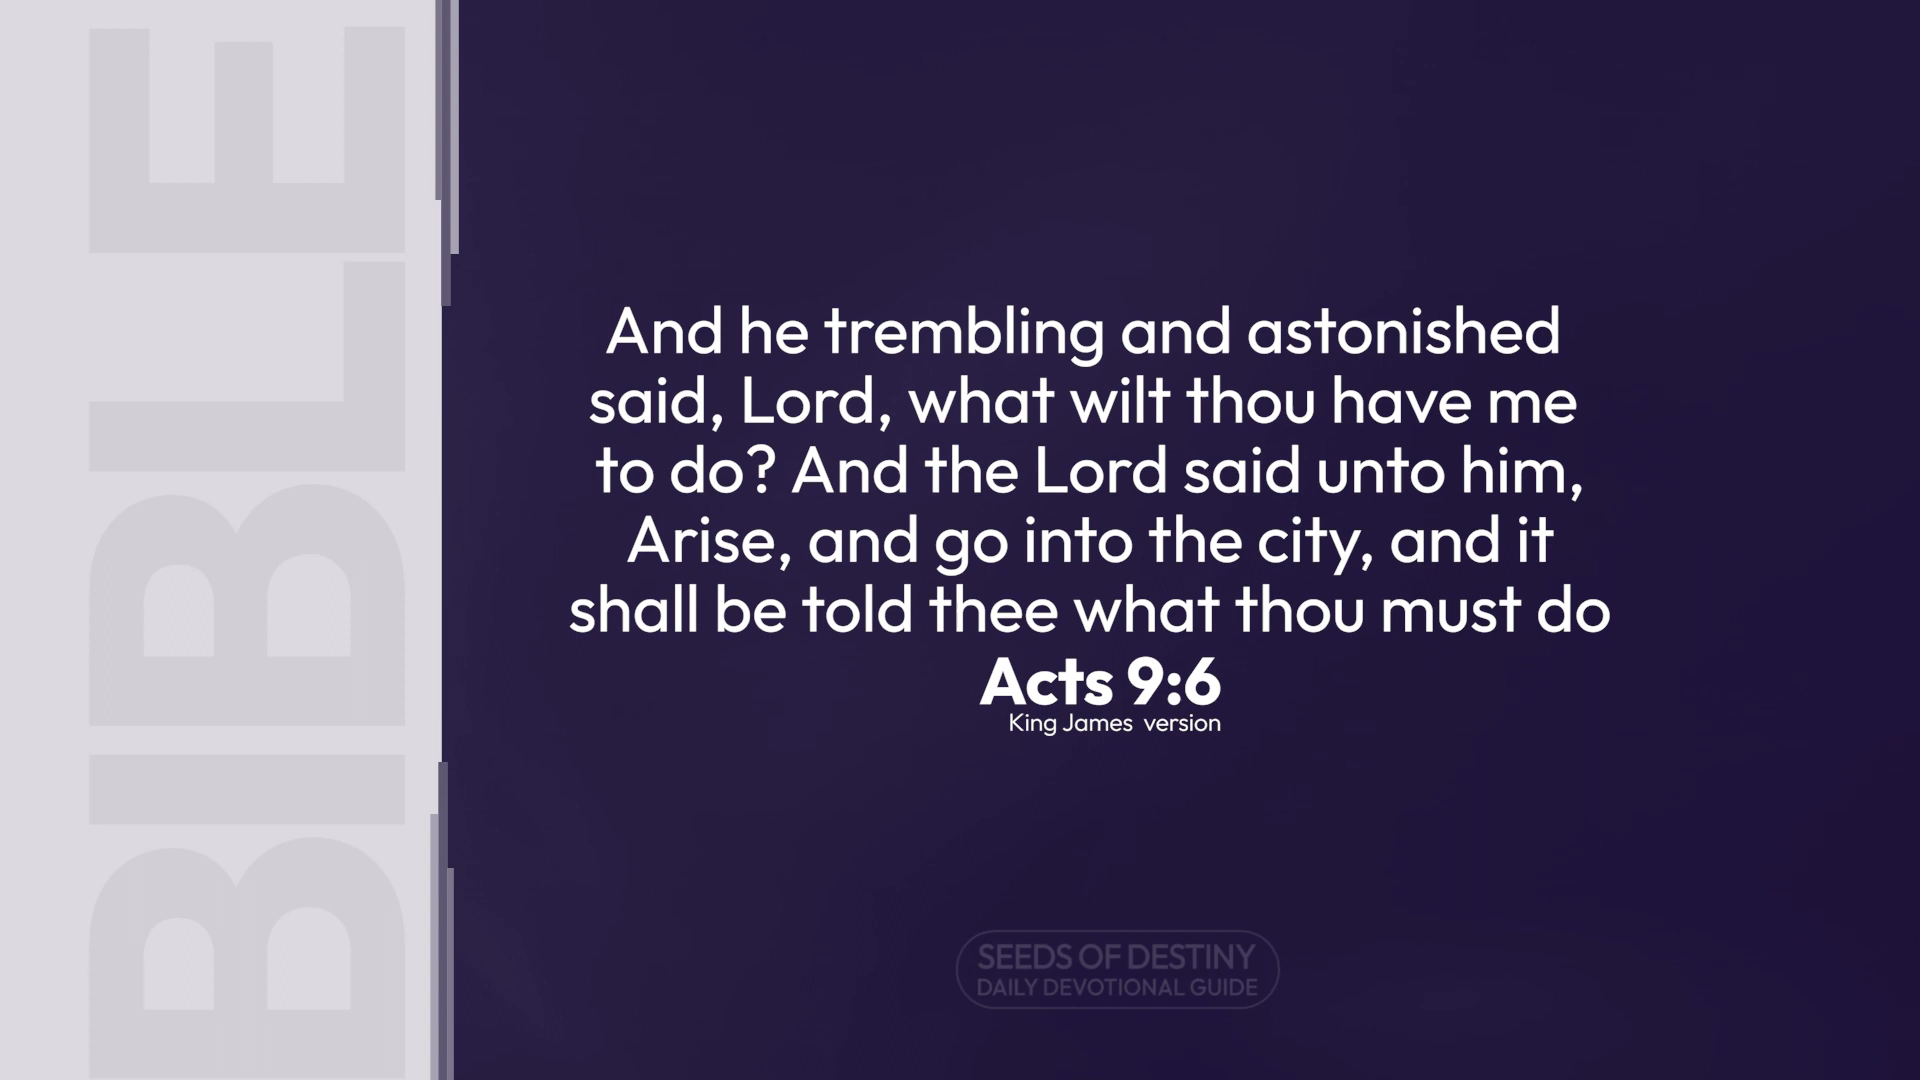 BIBLE
And he trembling and astonished
said, Lord, what wilt thou have me
to do? And the Lord said unto him,
Arise, and go into the city, and it
shall be told thee what thou must do
Acts 9:6
King James version
SEEDS OF DESTINY
DAILY DEVOTIONAL GUIDE